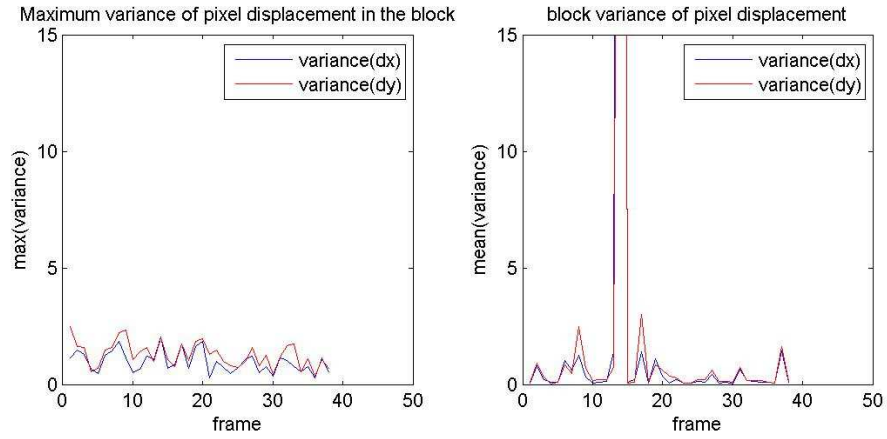 Maximum variance of pixel displacement in the block
15
10
5
0
max(variance)
0 10 20 30 40 50
frame
variance(dx)
variance(dy)
block variance of pixel displacement
15
10
5
0
mean(variance)
0 10 20 30 40 50
frame
variance(dx)
variance(dy)